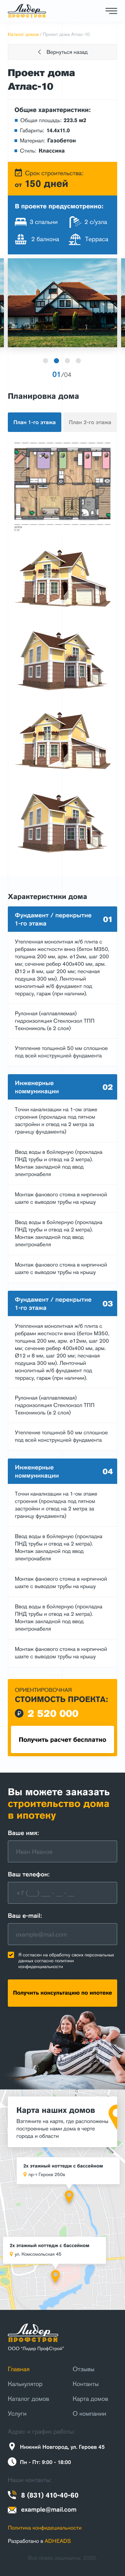 Лидер
ПРОФСТРОЙ
Каталог домов / Проект дома Атлас-10
Вернуться назад
Проект дома
Атлас-10
Общие характеристики:
Общая площадь: 223.5 м2
Габариты: 14.4x11.0
Материал: Газобетон
Стиль: Классика
Срок строительства:
от 150 дней
В проекте предусмотренно:
3 спальни
2 с/узла
2 балкона
Терраса
01/04
Планировка дома
План 1-го этажа
План 2-го этажа
Характеристики дома
Фундамент / перекрытие
1-го этажа
01
Утепленная монолитная ж/б плита с
ребрами жесткости вниз (бетон М350,
толщина 200 мм, арм. ø12мм, шаг 200
мм; сечение ребер 400х400 мм, арм.
Ø12 и 8 мм, шаг 200 мм; песчаная
подушка 300 мм). Ленточный
монолитный ж/б фундамент под
террасу, гараж (при наличии).
Рулонная (наплавляемая)
гидроизоляция Стеклоизол ТПП
Технониколь (в 2 слоя)
Утепление толщиной 50 мм сплошное
под всей конструкцией фундамента
Инженерные
коммуникации
02
Точки канализации на 1-ом этаже
строения (прокладка под пятном
застройки и отвод на 2 метра за
границу фундамента)
Ввод воды в бойлерную (прокладка
ПНД трубы и отвод на 2 метра).
Монтаж закладной под ввод
электрокабеля
Монтаж фанового стояка в кирпичной
шахте с выводом трубы на крышу
Ввод воды в бойлерную (прокладка
ПНД трубы и отвод на 2 метра).
Монтаж закладной под ввод
электрокабеля
Монтаж фанового стояка в кирпичной
шахте с выводом трубы на крышу
Фундамент / перекрытие
1-го этажа
03
Утепленная монолитная ж/б плита с
ребрами жесткости вниз (бетон М350,
толщина 200 мм, арм. ø12мм, шаг 200
мм; сечение ребер 400х400 мм, арм.
Ø12 и 8 мм, шаг 200 мм; песчаная
подушка 300 мм). Ленточный
монолитный ж/б фундамент под
террасу, гараж (при наличии).
Рулонная (наплавляемая)
гидроизоляция Стеклоизол ТПП
Технониколь (в 2 слоя)
Утепление толщиной 50 мм сплошное
под всей конструкцией фундамента
Инженерные
коммуникации
04
Точки канализации на 1-ом этаже
строения (прокладка под пятном
застройки и отвод на 2 метра за
границу фундамента)
Ввод воды в бойлерную (прокладка
ПНД трубы и отвод на 2 метра).
Монтаж закладной под ввод
электрокабеля
Монтаж фанового стояка в кирпичной
шахте с выводом трубы на крышу
Ввод воды в бойлерную (прокладка
ПНД трубы и отвод на 2 метра).
Монтаж закладной под ввод
электрокабеля
Монтаж фанового стояка в кирпичной
шахте с выводом трубы на крышу
ОРИЕНТИРОВОЧНАЯ
СТОИМОСТЬ ПРОЕКТА:
2 520 000
Получить расчет бесплатно
Вы можете заказать
строительство дома
в ипотеку
Ваше имя:
Иван Иванов
Ваш телефон:
+7 (__) ___-__-__
Ваш e-mail:
example@mail.com
Я согласен на обработку своих персональных
данных согласно политики
конфиденциальности
Получить консультацию по ипотеке
Карта наших домов
Взгляните на карту, где расположены
построенные нами дома в черте
города и области
2х этажный коттедж с бассейном
пр-т Героев 250а
2х этажный коттедж с бассейном
ул. Комсомольская 45
Лидер
ПРОФСТРОЙ
ООО "Лидер ПрофСтрой"
Главная
Отзывы
Калькулятор
Контакты
Каталог домов
Карта домов
Услуги
О компании
Адрес и график работы:
Нижний Новгород, ул. Героев 45
Пн - Пт: 9:00 - 18:00
Наши контакты:
8 (831) 410-40-60
example@mail.com
Политика конфиденциальности
Разработано в ADHEADS